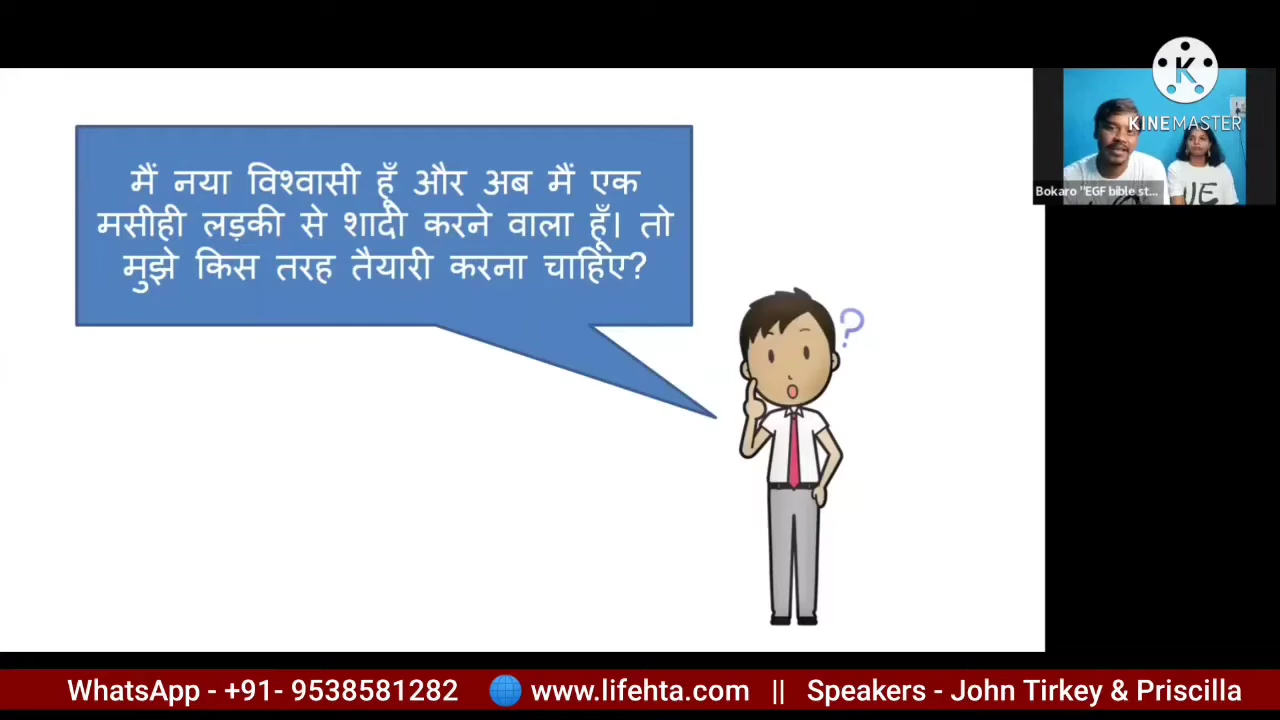 K
KINEMASTER
मैं नया विश्वासी हूँ और अब मैं एक
मसीही लड़की से शादी करने वाला हूँ। तो
मुझे किस तरह तैयारी करना चाहिए?
?
Bokaro "EGF bible st...
WhatsApp - +91- 9538581282 www.lifehta.com || Speakers - John Tirkey & Priscilla